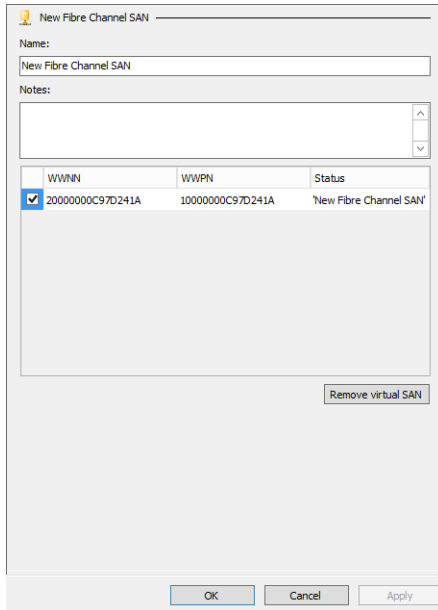 New Fibre Channel SAN
Name:
New Fibre Channel SAN
Notes:
WWNN WWPN Status
20000000C97D241A 10000000C97D241A 'New Fibre Channel SAN'
Remove virtual SAN
OK Cancel Apply